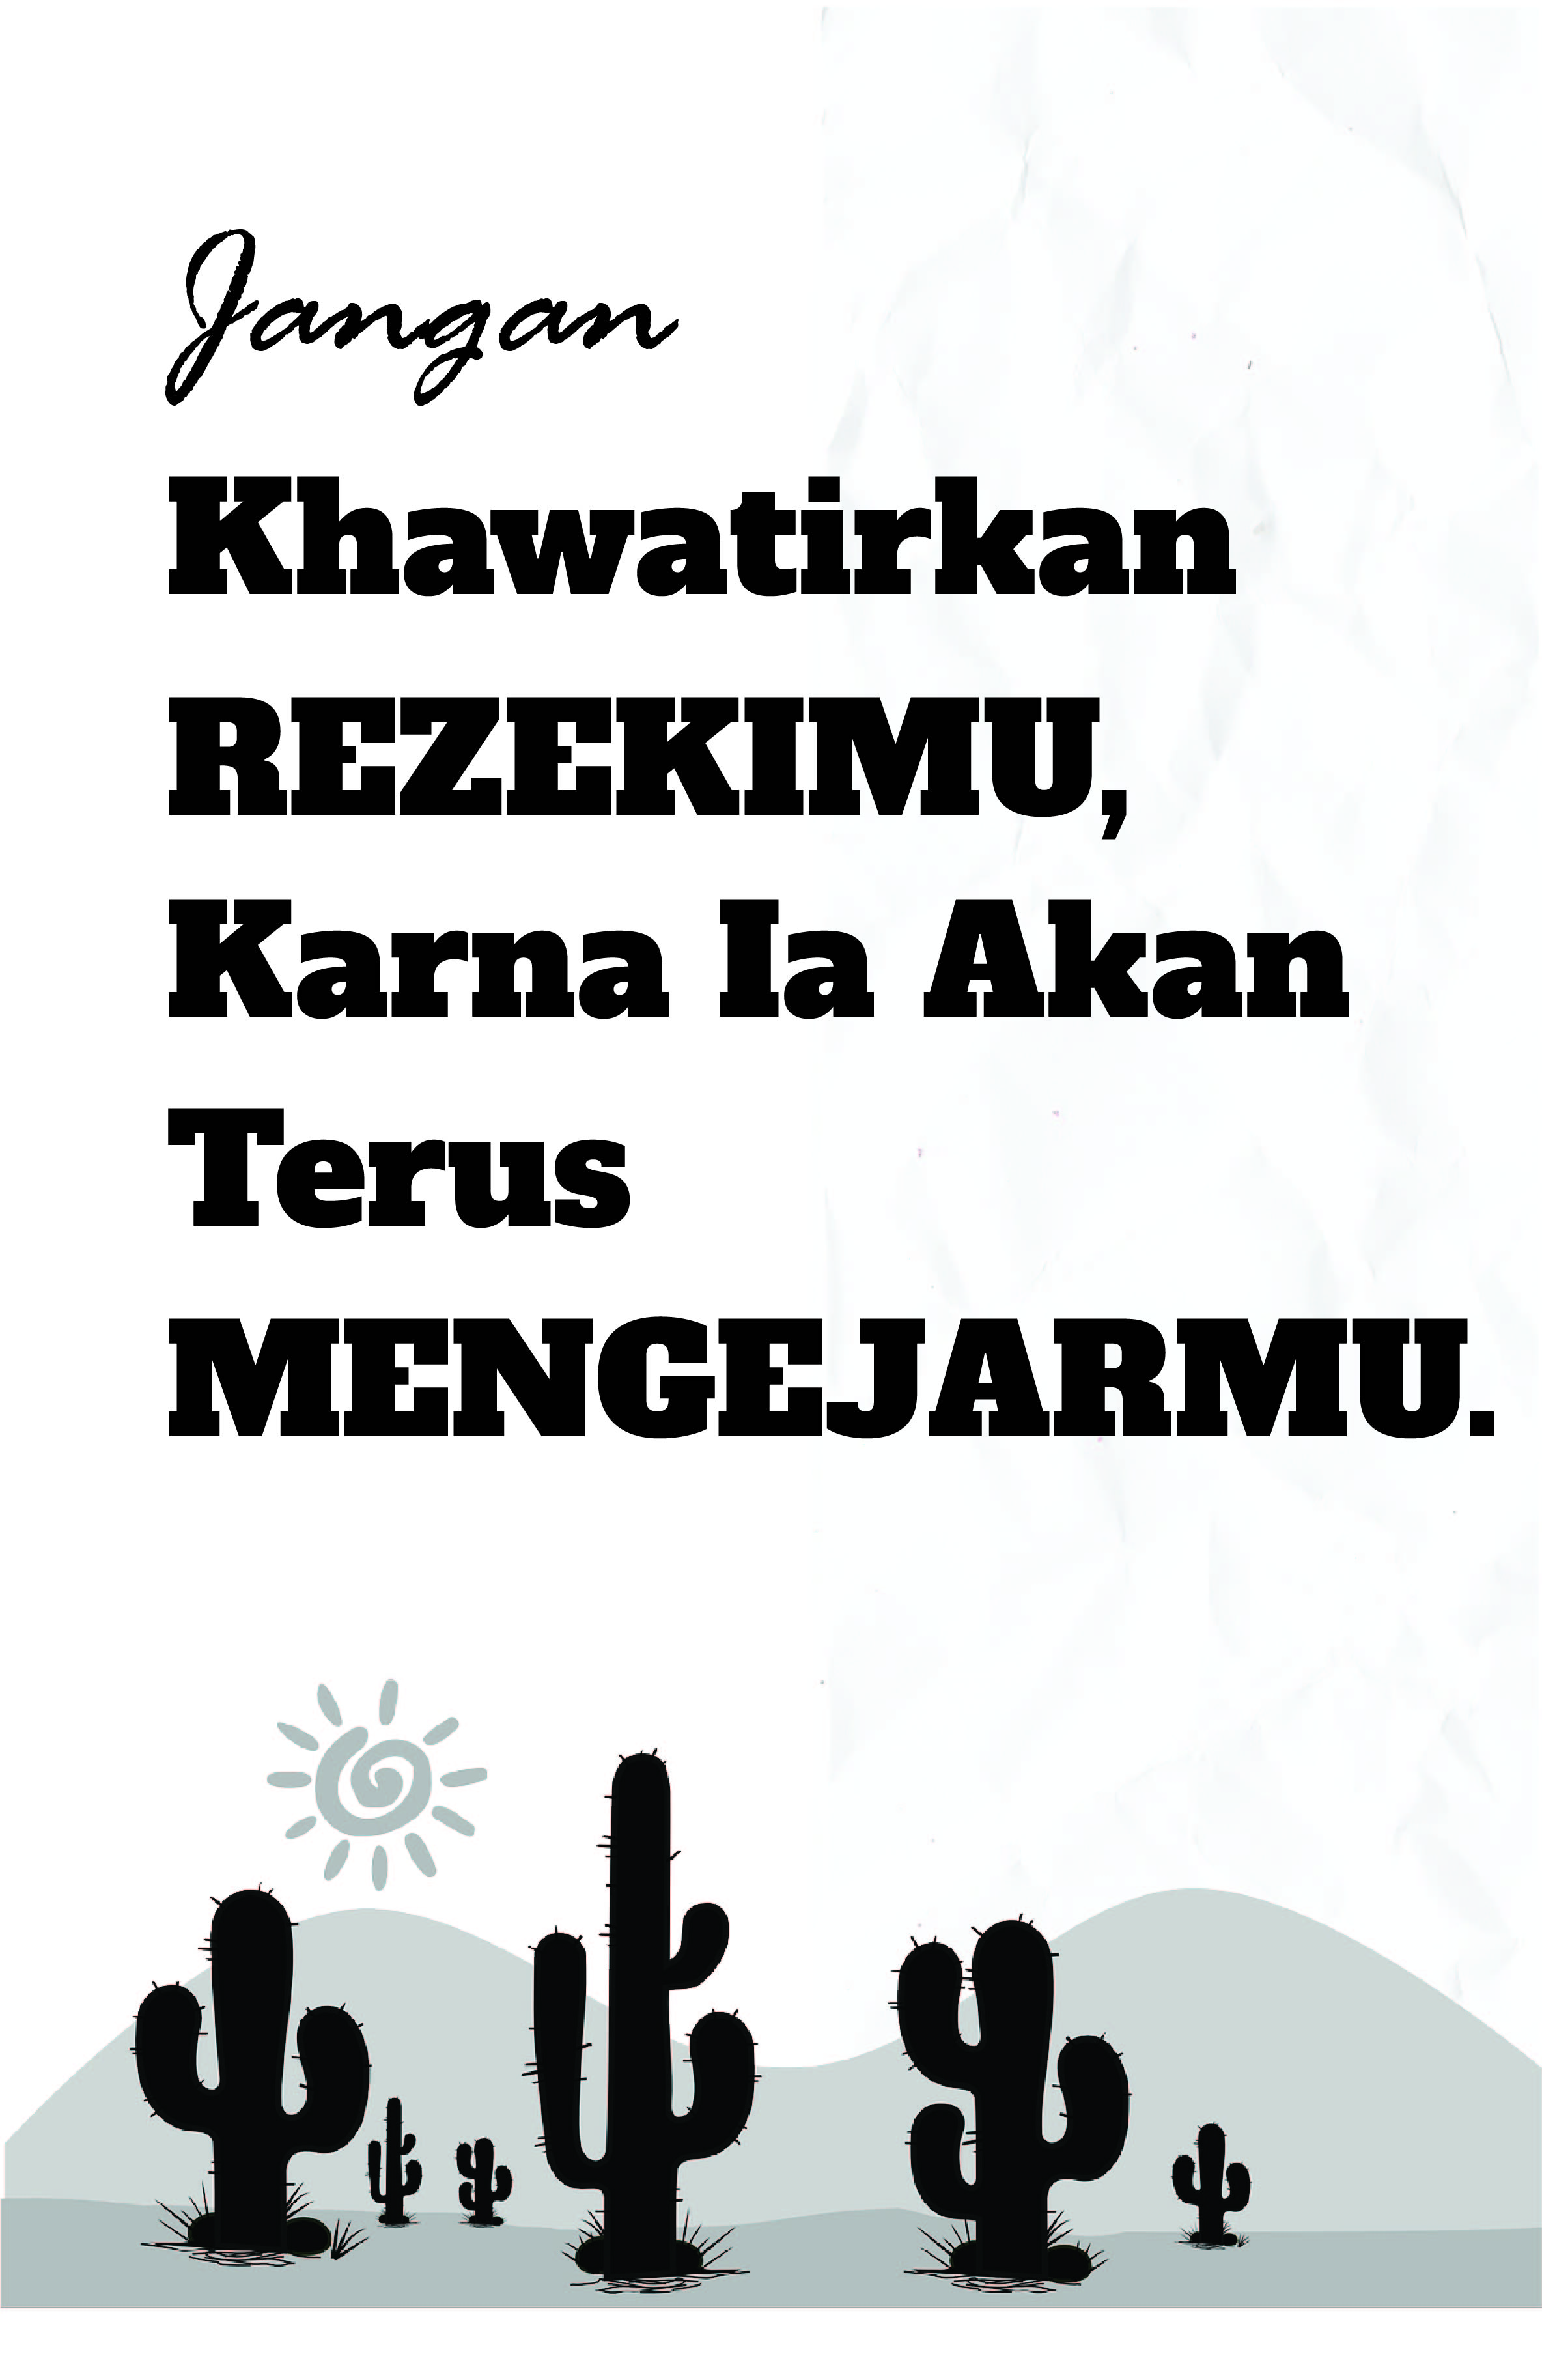 Jangan
Khawatirkan
REZEKIMU,
Karna Ia Akan
Terus
MENGEJARMU.